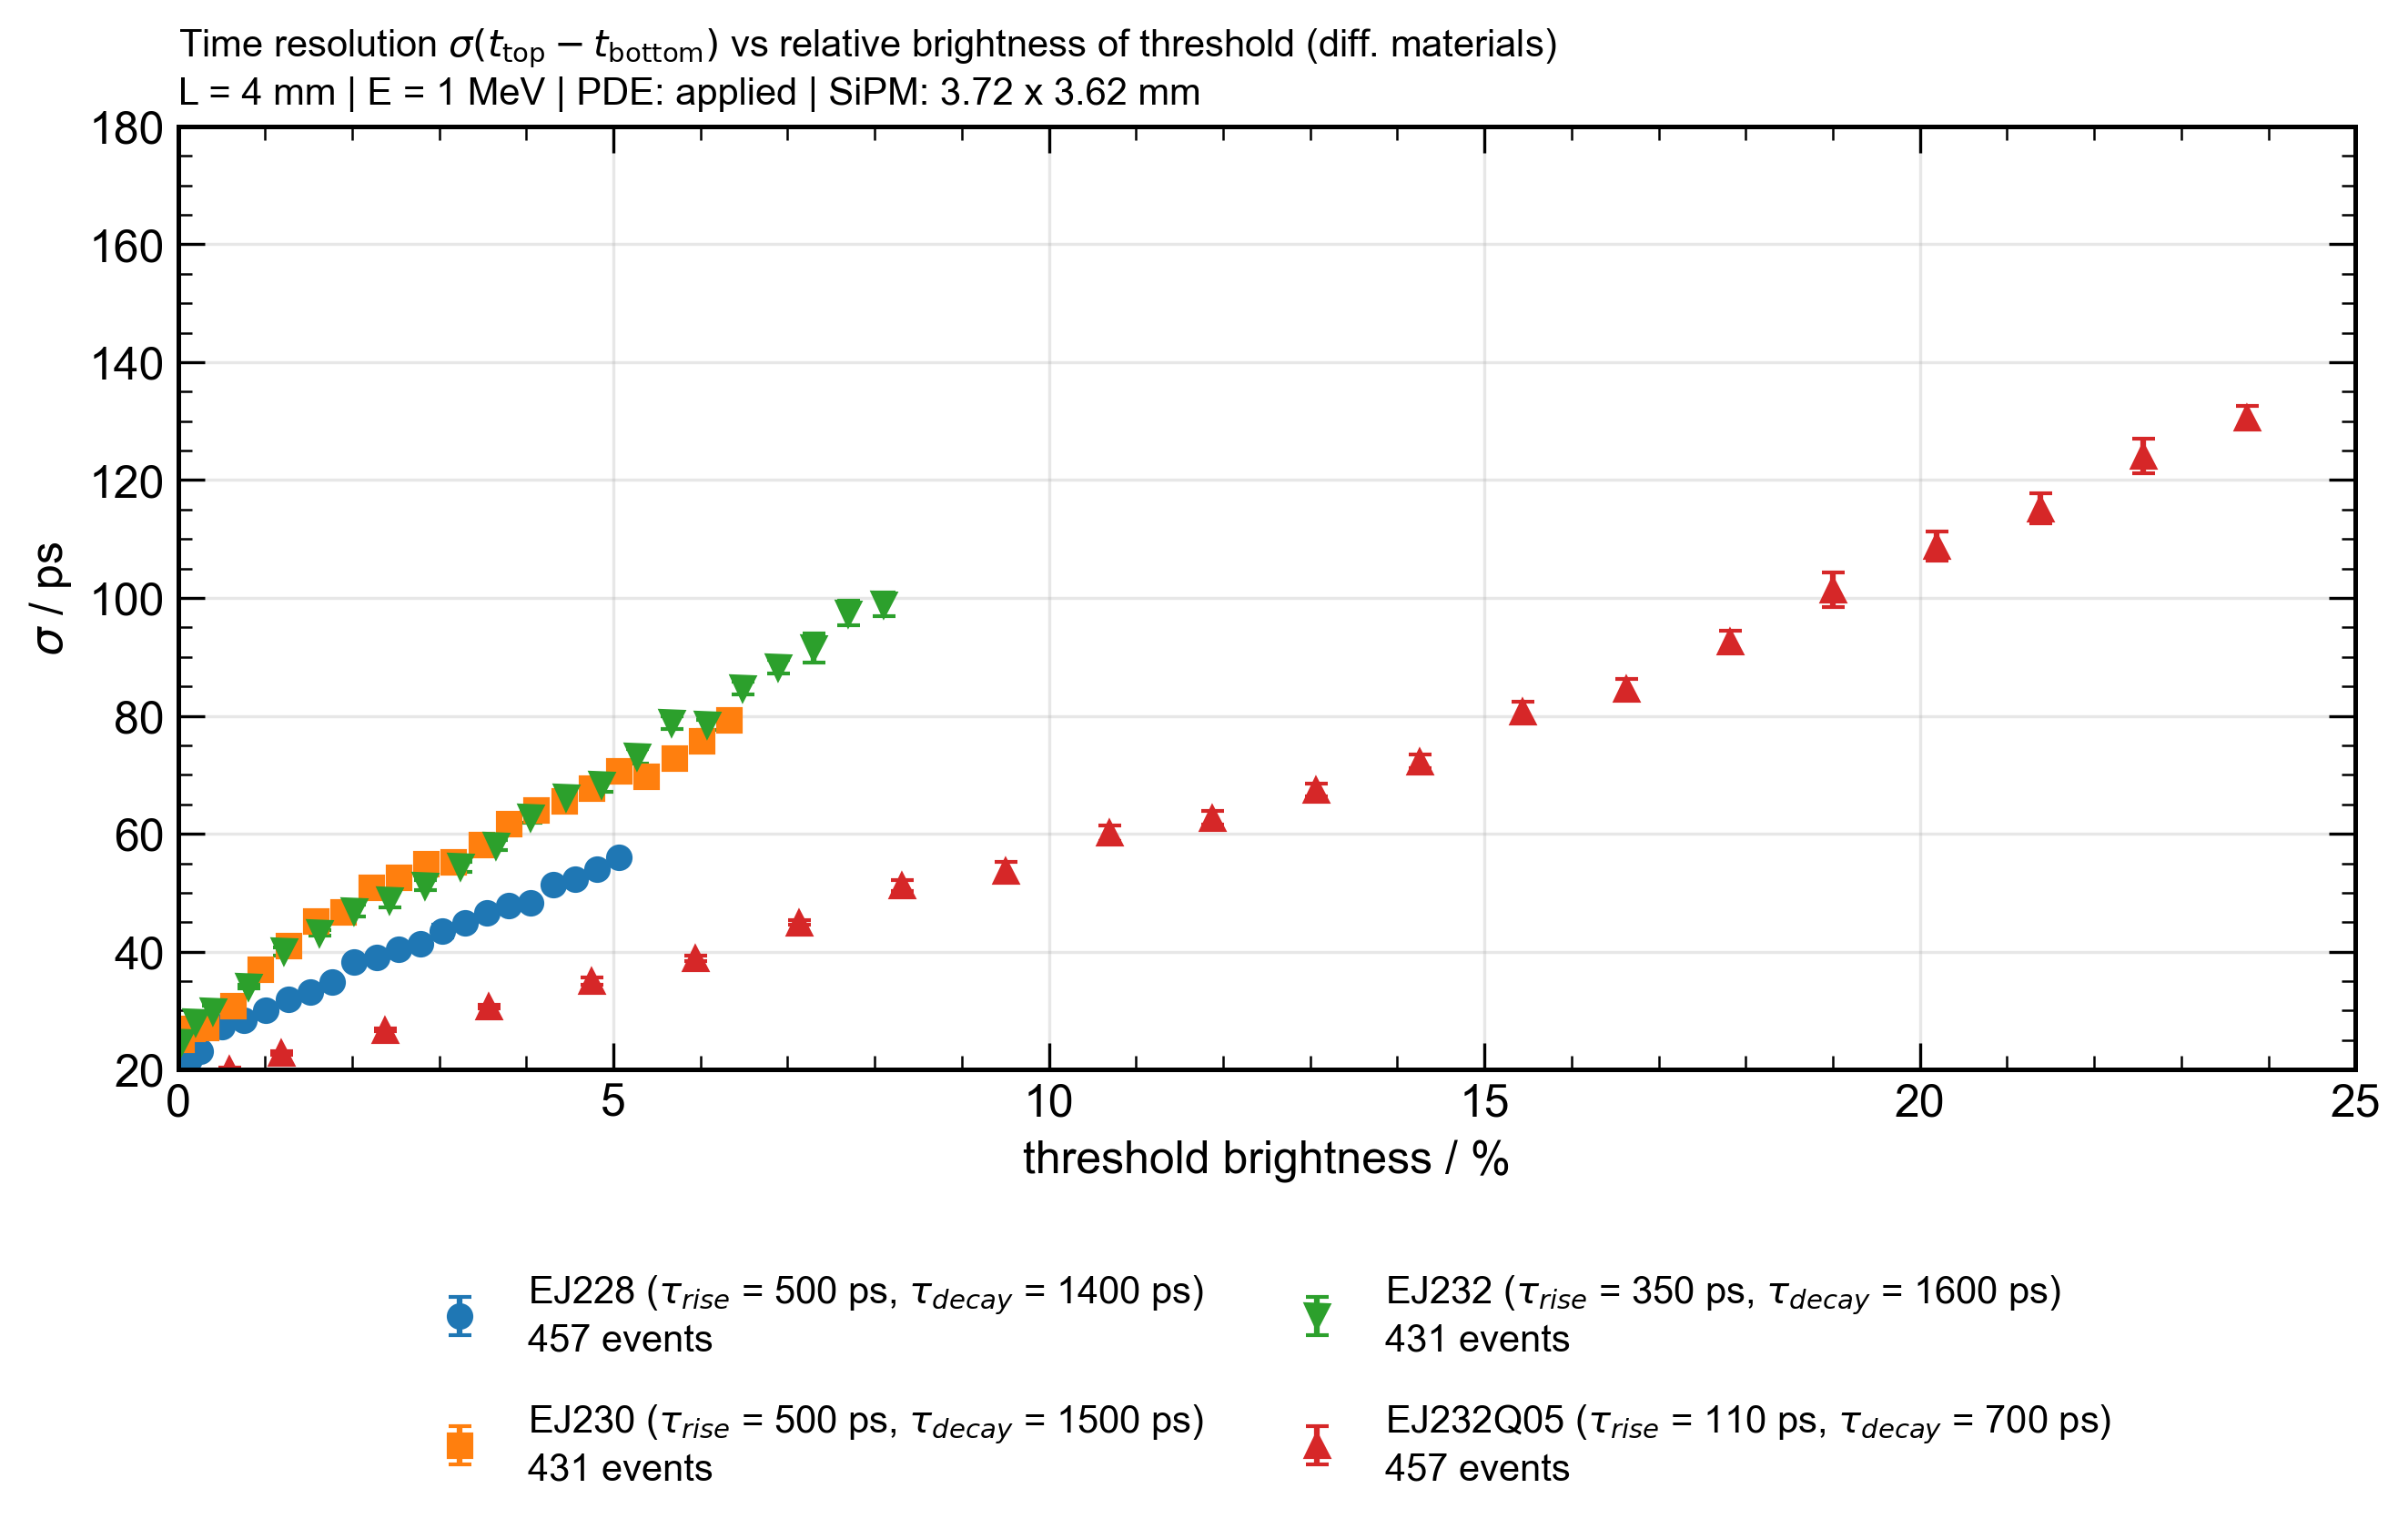 Time resolution σ(t_top − t_bottom) vs relative brightness of threshold (diff. materials)
L = 4 mm | E = 1 MeV | PDE: applied | SiPM: 3.72 x 3.62 mm
180
160
140
120
100
80
60
40
20
σ / ps
0 5 10 15 20 25
threshold brightness / %
EJ228 (τ_rise = 500 ps, τ_decay = 1400 ps)
457 events
EJ230 (τ_rise = 500 ps, τ_decay = 1500 ps)
431 events
EJ232 (τ_rise = 350 ps, τ_decay = 1600 ps)
431 events
EJ232Q05 (τ_rise = 110 ps, τ_decay = 700 ps)
457 events